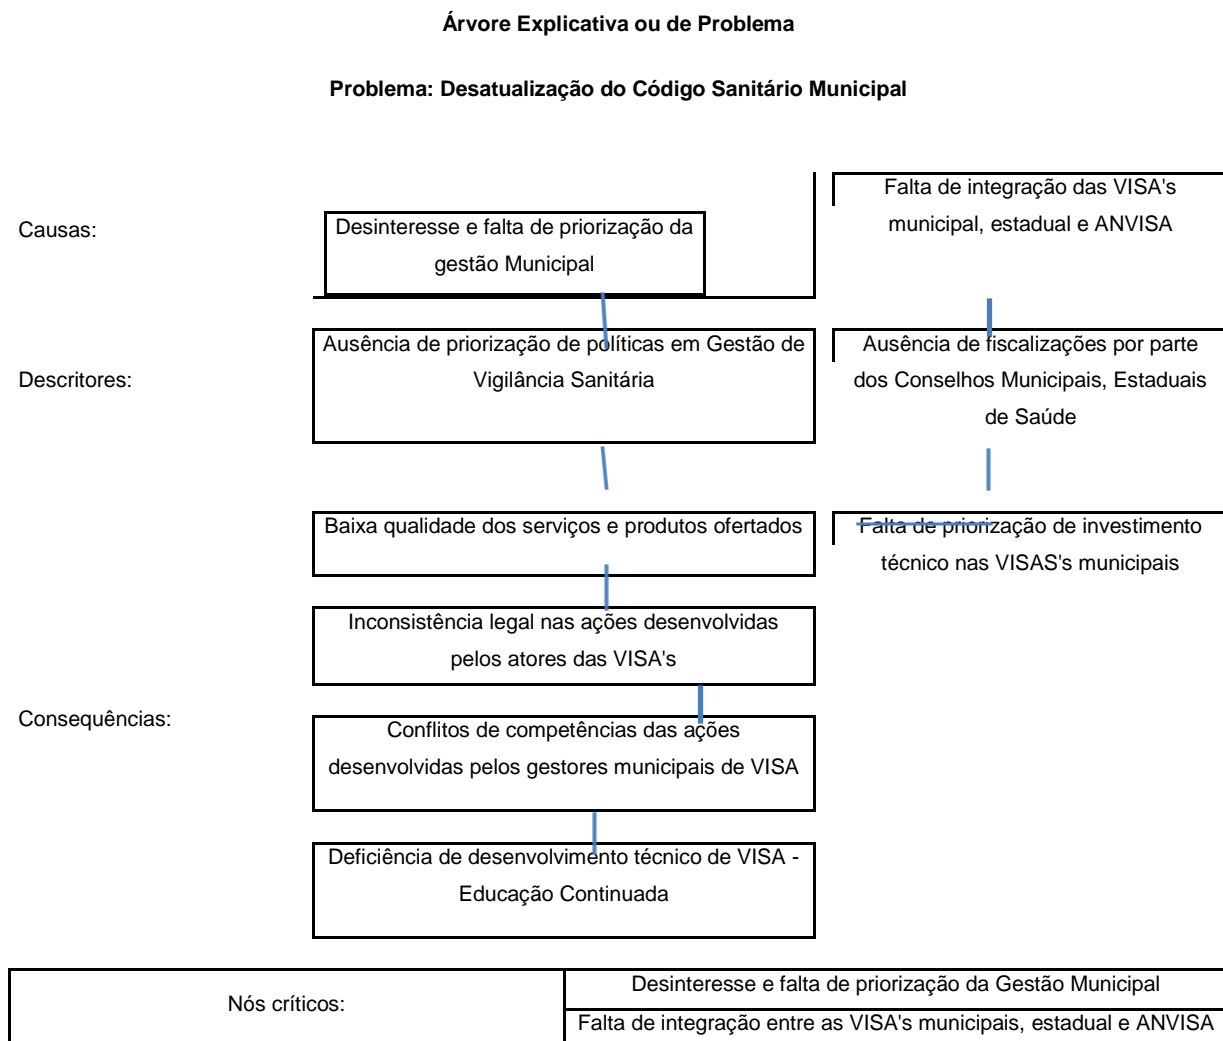 Árvore Explicativa ou de Problema
Problema: Desatualização do Código Sanitário Municipal
Causas:
Desinteresse e falta de priorização da
gestão Municipal
Falta de integração das VISA's
municipal, estadual e ANVISA
Descritores:
Ausência de priorização de políticas em Gestão de
Vigilância Sanitária
Ausência de fiscalizações por parte
dos Conselhos Municipais, Estaduais
de Saúde
Baixa qualidade dos serviços e produtos ofertados
Falta de priorização de investimento
técnico nas VISAS's municipais
Inconsistência legal nas ações desenvolvidas
pelos atores das VISA's
Consequências:
Conflitos de competências das ações
desenvolvidas pelos gestores municipais de VISA
Deficiência de desenvolvimento técnico de VISA -
Educação Continuada
Nós críticos:
Desinteresse e falta de priorização da Gestão Municipal
Falta de integração entre as VISA's municipais, estadual e ANVISA